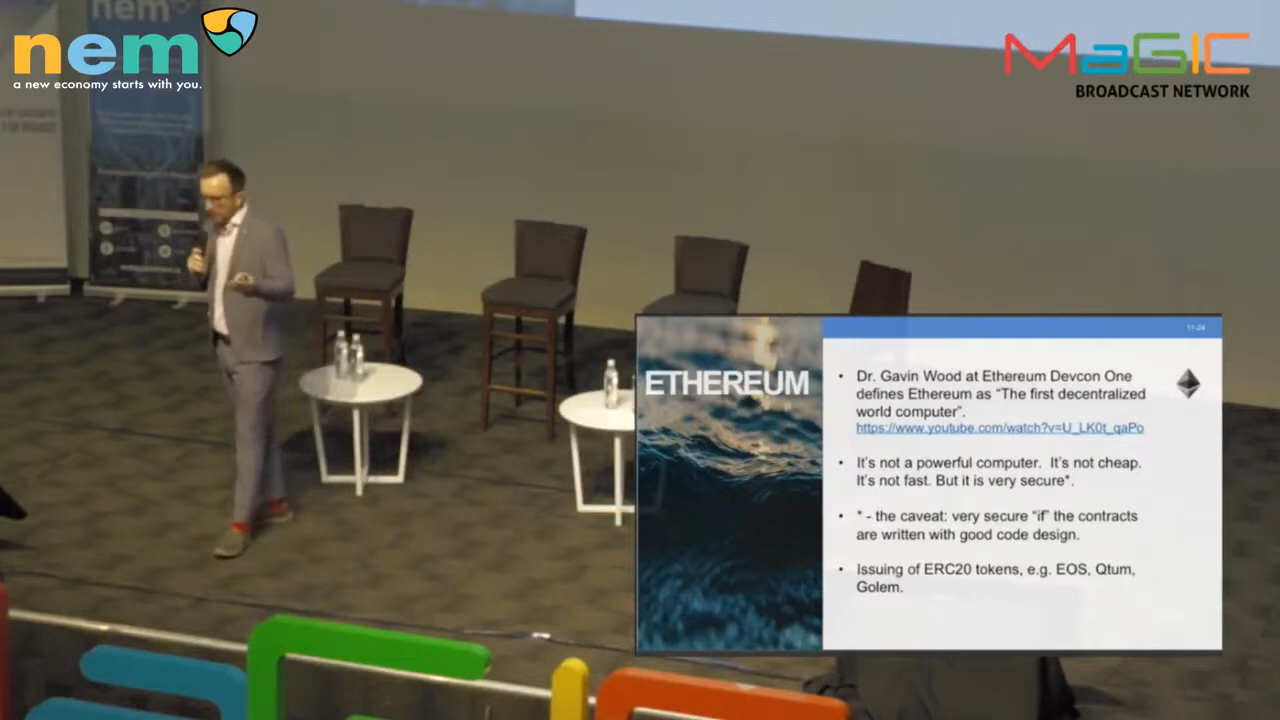 nem
nem
a new economy starts with you.
MaGIC
BROADCAST NETWORK
11-24
ETHEREUM
• Dr. Gavin Wood at Ethereum Devcon One
defines Ethereum as “The first decentralized
world computer”.
https://www.youtube.com/watch?v=U_LK0t_qaPo
• It’s not a powerful computer. It’s not cheap.
It’s not fast. But it is very secure*.
• * - the caveat: very secure “if” the contracts
are written with good code design.
• Issuing of ERC20 tokens, e.g. EOS, Qtum,
Golem.